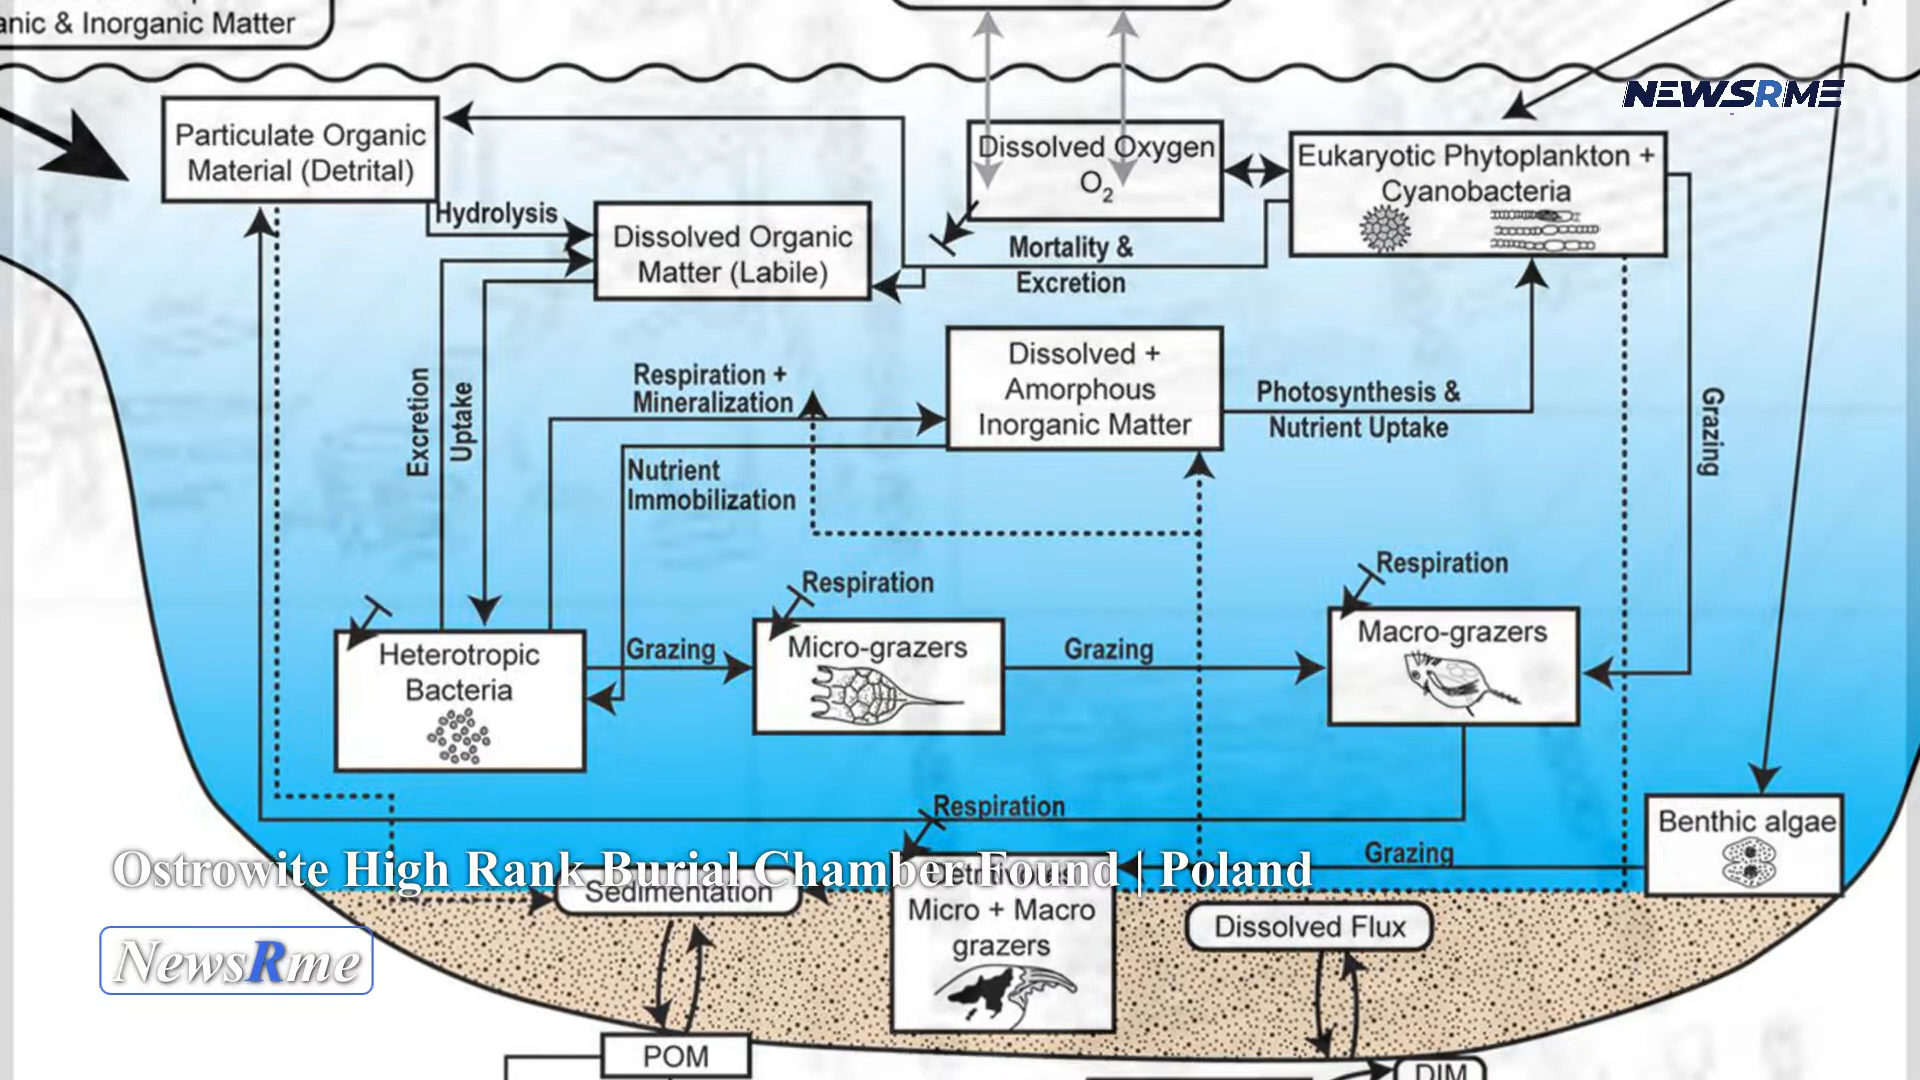 anic & Inorganic Matter
NEWSRME
Particulate Organic
Material (Detrital)
Dissolved Oxygen
O2
Eukaryotic Phytoplankton +
Cyanobacteria
Hydrolysis
Dissolved Organic
Matter (Labile)
Mortality &
Excretion
Dissolved +
Amorphous
Inorganic Matter
Respiration +
Mineralization
Photosynthesis &
Nutrient Uptake
Excretion
Uptake
Grazing
Nutrient
Immobilization
Respiration
Respiration
Heterotropic
Bacteria
Grazing
Micro-grazers
Grazing
Macro-grazers
Respiration
Benthic algae
Grazing
Ostrowite High Rank Burial Chamber Found | Poland
Sedimentation
Detritivores
Micro + Macro
grazers
Dissolved Flux
NewsRme
POM
DIM